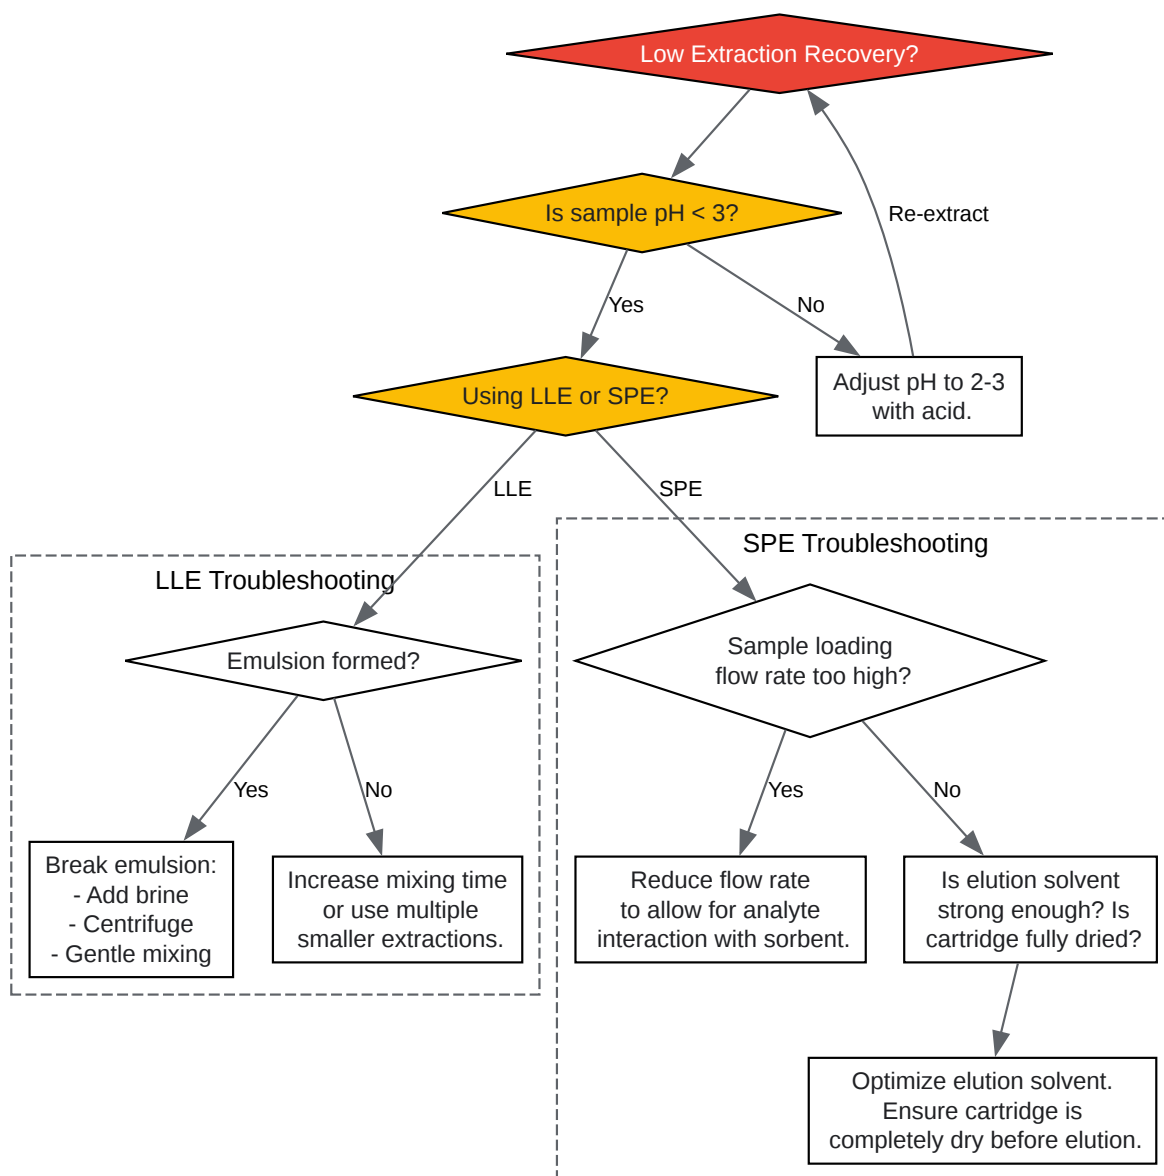 Low Extraction Recovery?
Is sample pH < 3?
Re-extract
Yes
No
Using LLE or SPE?
Adjust pH to 2-3
with acid.
LLE
SPE
LLE Troubleshooting
Emulsion formed?
Yes
No
Break emulsion:
- Add brine
- Centrifuge
- Gentle mixing
Increase mixing time
or use multiple
smaller extractions.
SPE Troubleshooting
Sample loading
flow rate too high?
Yes
No
Reduce flow rate
to allow for analyte
interaction with sorbent.
Is elution solvent
strong enough? Is
cartridge fully dried?
Optimize elution solvent.
Ensure cartridge is
completely dry before elution.